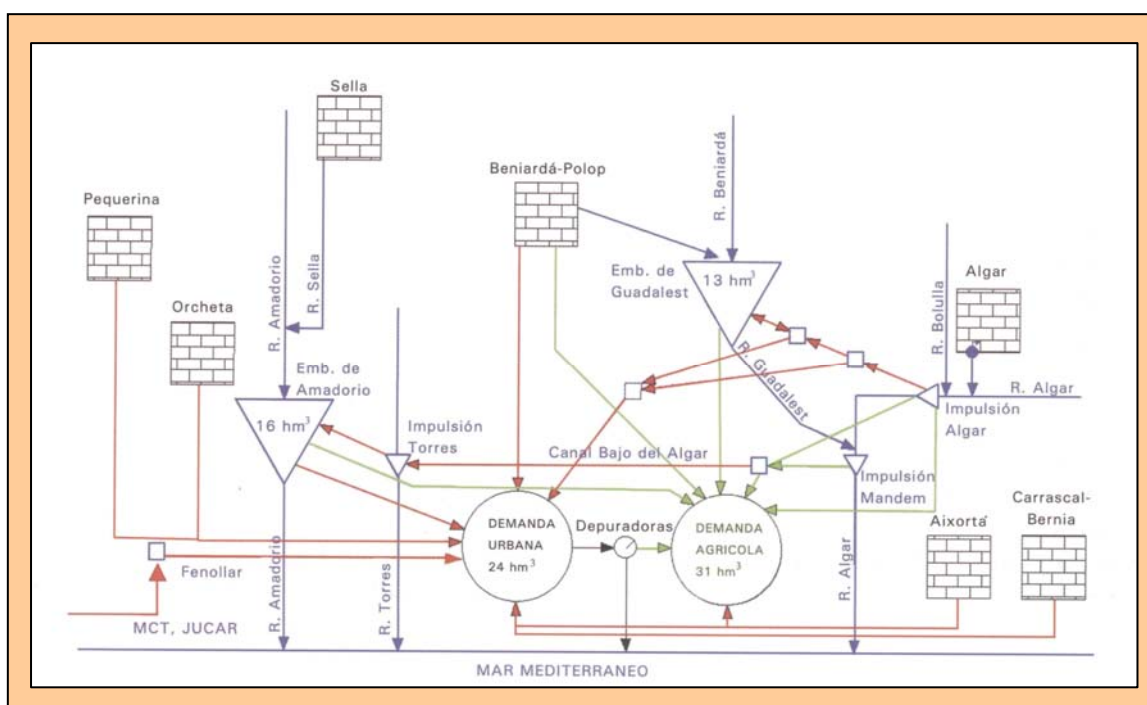 Sella
Pequerina
Orcheta
R. Amadorio
R. Sella
Emb. de
Amadorio
16 hm³
Beniardá-Polop
R. Beniardá
Emb. de
Guadalest
13 hm³
R. Bolulla
Algar
R. Algar
Impulsión
Algar
R. Guadalest
Impulsión
Torres
Canal Bajo del Algar
Impulsión
Mandem
DEMANDA
URBANA
24 hm³
Depuradoras
DEMANDA
AGRICOLA
31 hm³
Aixortá
Carrascal-
Bernia
Fenollar
MCT, JUCAR
R. Amadorio
R. Torres
R. Algar
MAR MEDITERRANEO